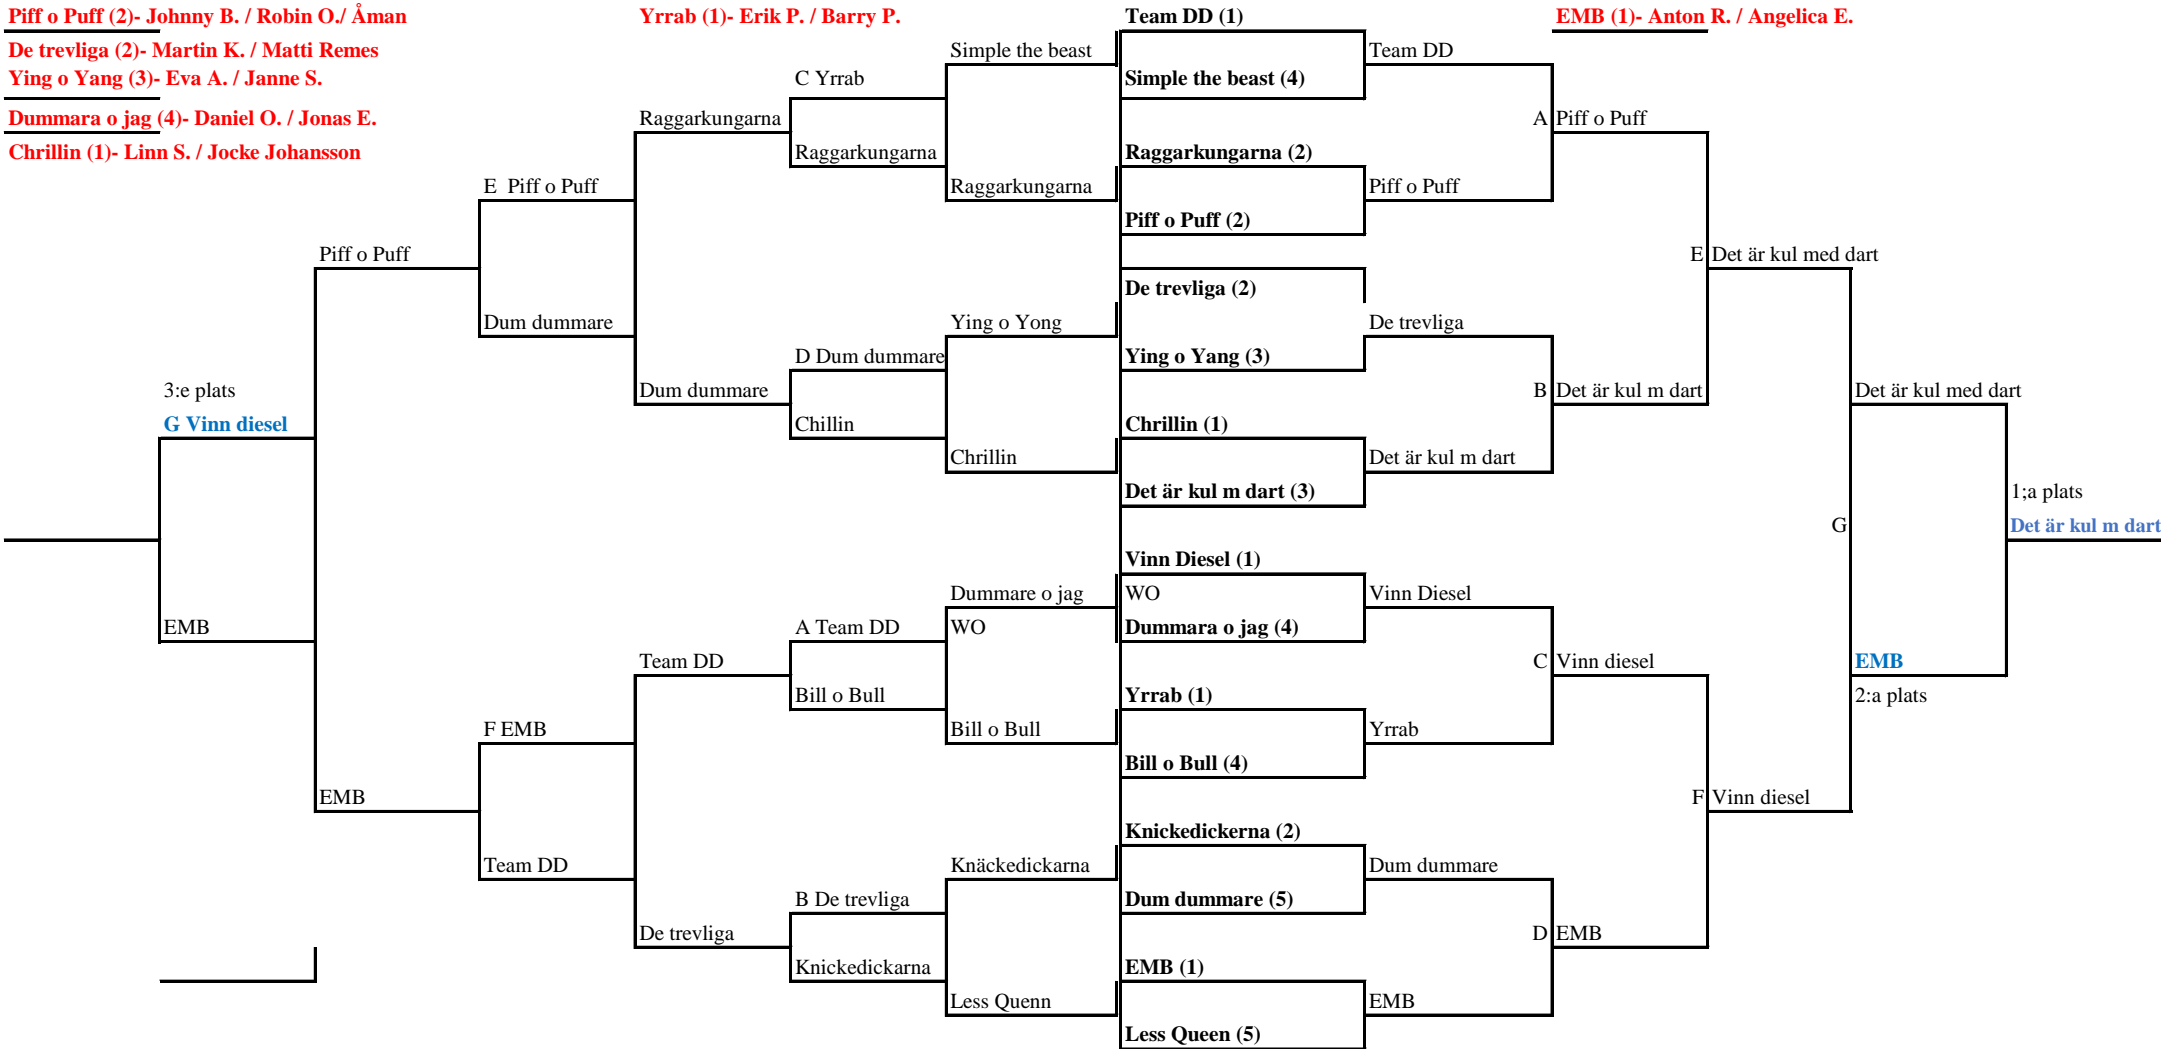 Piff o Puff (2)- Johnny B. / Robin O./ Åman
Yrrab (1)- Erik P. / Barry P.
Team DD (1)
EMB (1)- Anton R. / Angelica E.
De trevliga (2)- Martin K. / Matti Remes
Simple the beast
Team DD
Ying o Yang (3)- Eva A. / Janne S.
C Yrrab
Simple the beast (4)
Dummara o jag (4)- Daniel O. / Jonas E.
Raggarkungarna
A Piff o Puff
Chrillin (1)- Linn S. / Jocke Johansson
Raggarkungarna
Raggarkungarna (2)
E Piff o Puff
Raggarkungarna
Piff o Puff
Piff o Puff (2)
Piff o Puff
E Det är kul med dart
De trevliga (2)
Dum dummare
Ying o Yong
De trevliga
D Dum dummare
Ying o Yang (3)
3:e plats
Dum dummare
B Det är kul m dart
Det är kul med dart
G Vinn diesel
Chillin
Chrillin (1)
Chrillin
Det är kul m dart
Det är kul m dart (3)
1;a plats
G
Det är kul m dart
Vinn Diesel (1)
Dummare o jag
WO
Vinn Diesel
EMB
A Team DD
WO
Dummara o jag (4)
Team DD
C Vinn diesel
EMB
Bill o Bull
Yrrab (1)
2:a plats
F EMB
Bill o Bull
Yrrab
Bill o Bull (4)
EMB
F Vinn diesel
Knickedickerna (2)
Team DD
Knäckedickarna
Dum dummare
B De trevliga
Dum dummare (5)
De trevliga
D EMB
Knickedickarna
EMB (1)
Less Quenn
EMB
Less Queen (5)